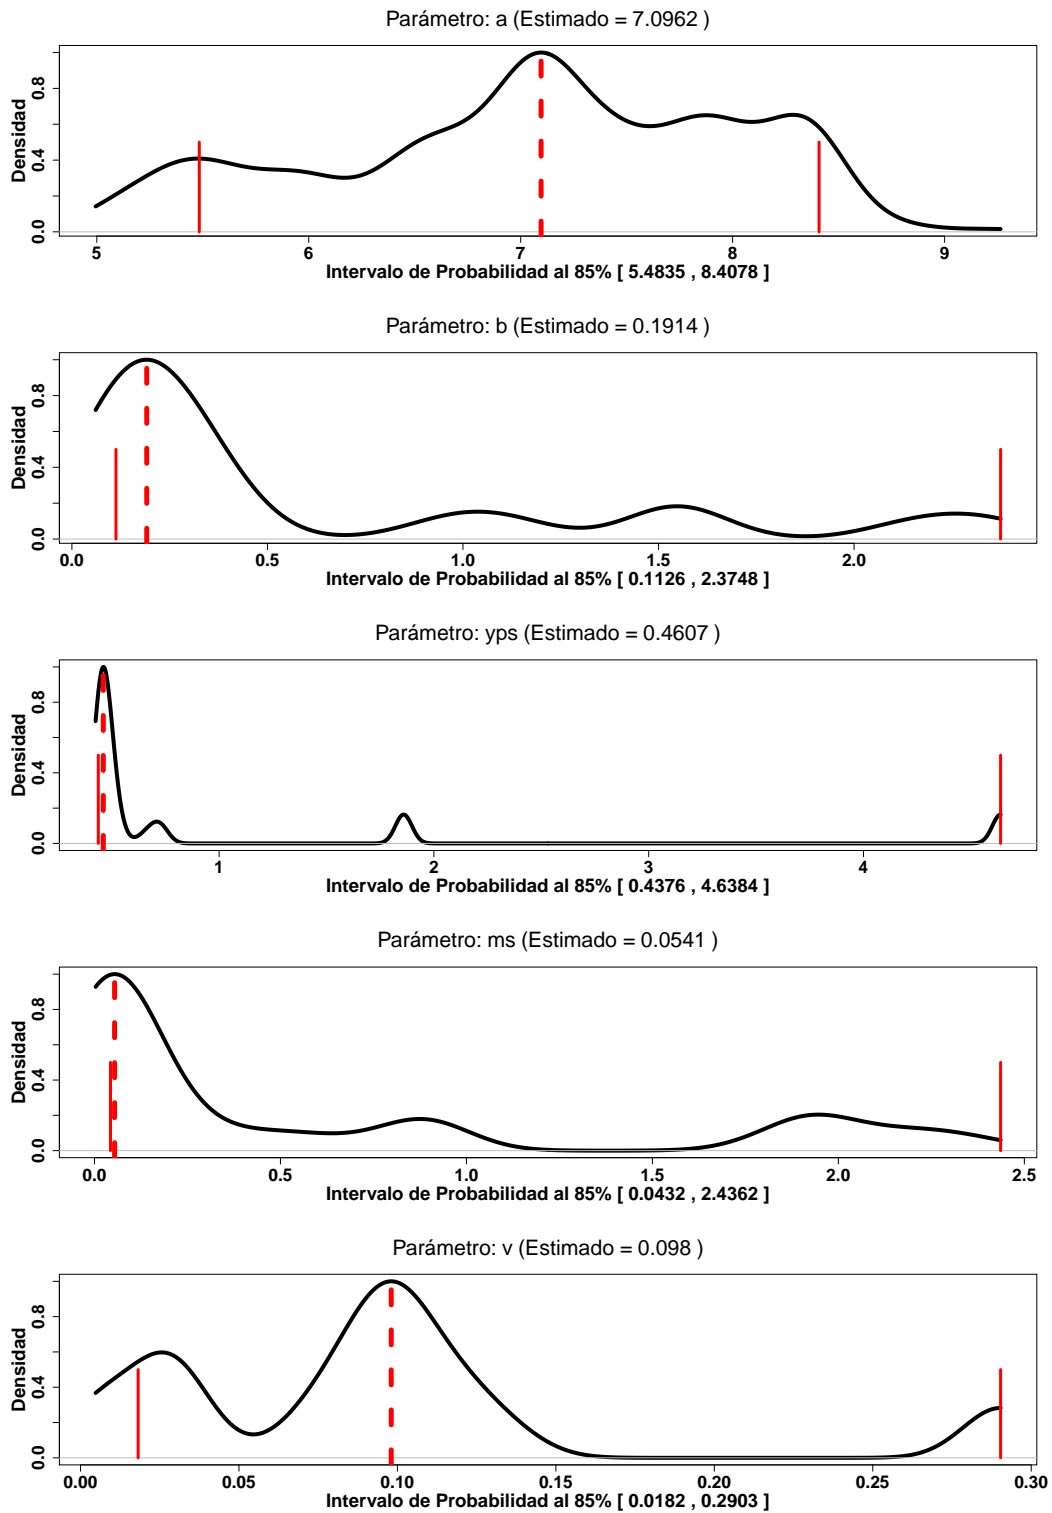 Parámetro: a (Estimado = 7.0962 )
Densidad
0.0 0.4 0.8
5 6 7 8 9
Intervalo de Probabilidad al 85% [ 5.4835 , 8.4078 ]
Parámetro: b (Estimado = 0.1914 )
Densidad
0.0 0.4 0.8
0.0 0.5 1.0 1.5 2.0
Intervalo de Probabilidad al 85% [ 0.1126 , 2.3748 ]
Parámetro: yps (Estimado = 0.4607 )
Densidad
0.0 0.4 0.8
1 2 3 4
Intervalo de Probabilidad al 85% [ 0.4376 , 4.6384 ]
Parámetro: ms (Estimado = 0.0541 )
Densidad
0.0 0.4 0.8
0.0 0.5 1.0 1.5 2.0 2.5
Intervalo de Probabilidad al 85% [ 0.0432 , 2.4362 ]
Parámetro: v (Estimado = 0.098 )
Densidad
0.0 0.4 0.8
0.00 0.05 0.10 0.15 0.20 0.25 0.30
Intervalo de Probabilidad al 85% [ 0.0182 , 0.2903 ]